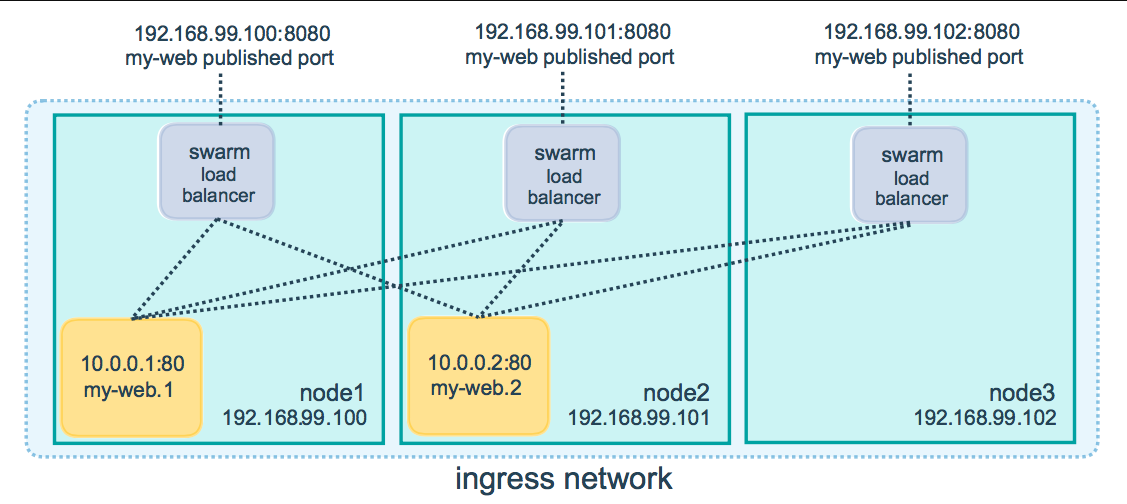 192.168.99.100:8080
my-web published port
192.168.99.101:8080
my-web published port
192.168.99.102:8080
my-web published port
swarm
load
balancer
swarm
load
balancer
swarm
load
balancer
10.0.0.1:80
my-web.1
node1
192.168.99.100
10.0.0.2:80
my-web.2
node2
192.168.99.101
node3
192.168.99.102
ingress network